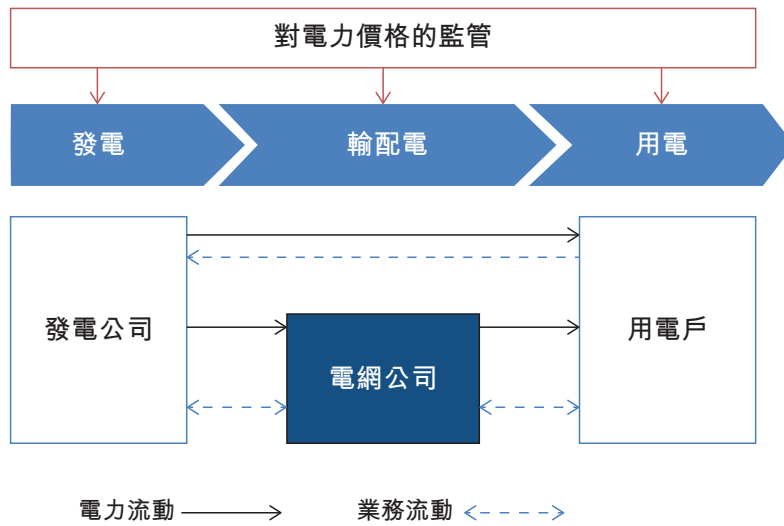 對電力價格的監管
發電
輸配電
用電
發電公司
用電戶
電網公司
電力流動
業務流動